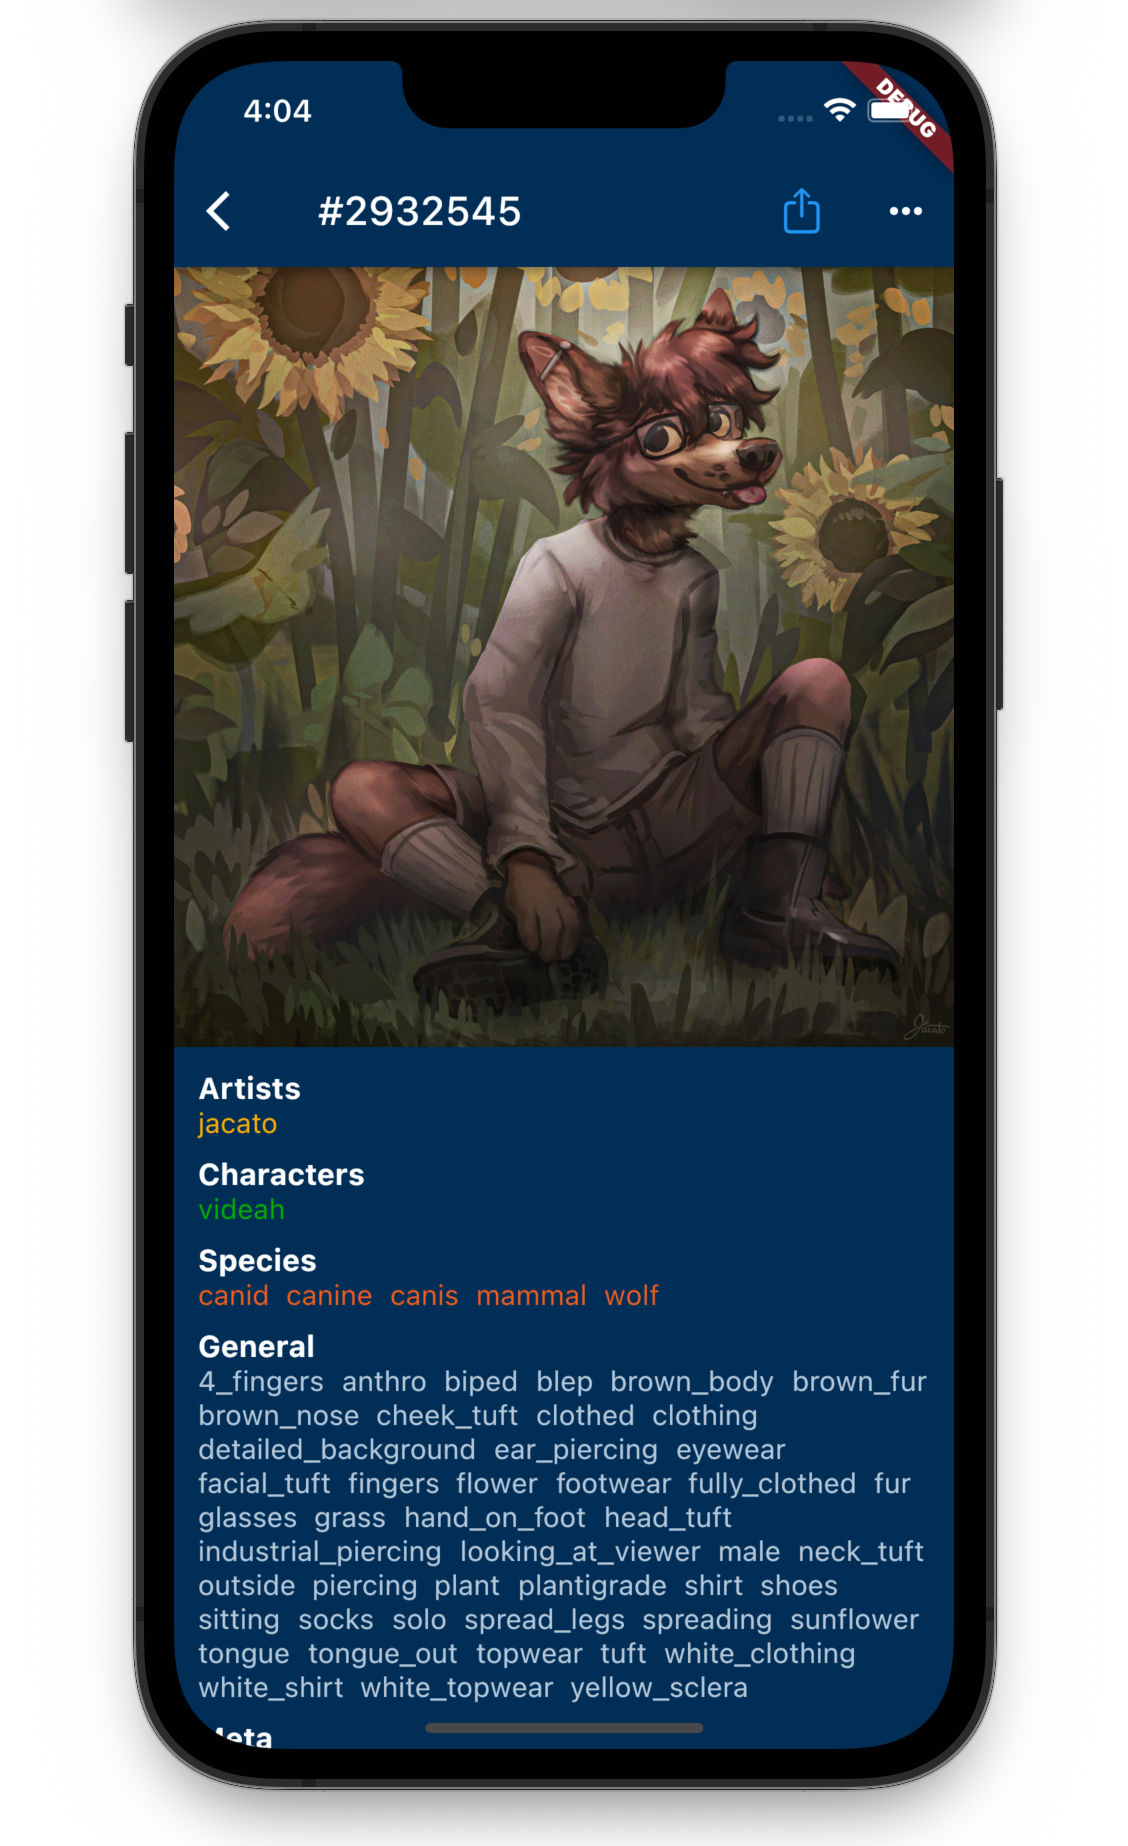 4:04
DEBUG
#2932545
Jacato
Artists
jacato
Characters
videah
Species
canid canine canis mammal wolf
General
4_fingers anthro biped blep brown_body brown_fur
brown_nose cheek_tuft clothed clothing
detailed_background ear_piercing eyewear
facial_tuft fingers flower footwear fully_clothed fur
glasses grass hand_on_foot head_tuft
industrial_piercing looking_at_viewer male neck_tuft
outside piercing plant plantigrade shirt shoes
sitting socks solo spread_legs spreading sunflower
tongue tongue_out topwear tuft white_clothing
white_shirt white_topwear yellow_sclera
Meta